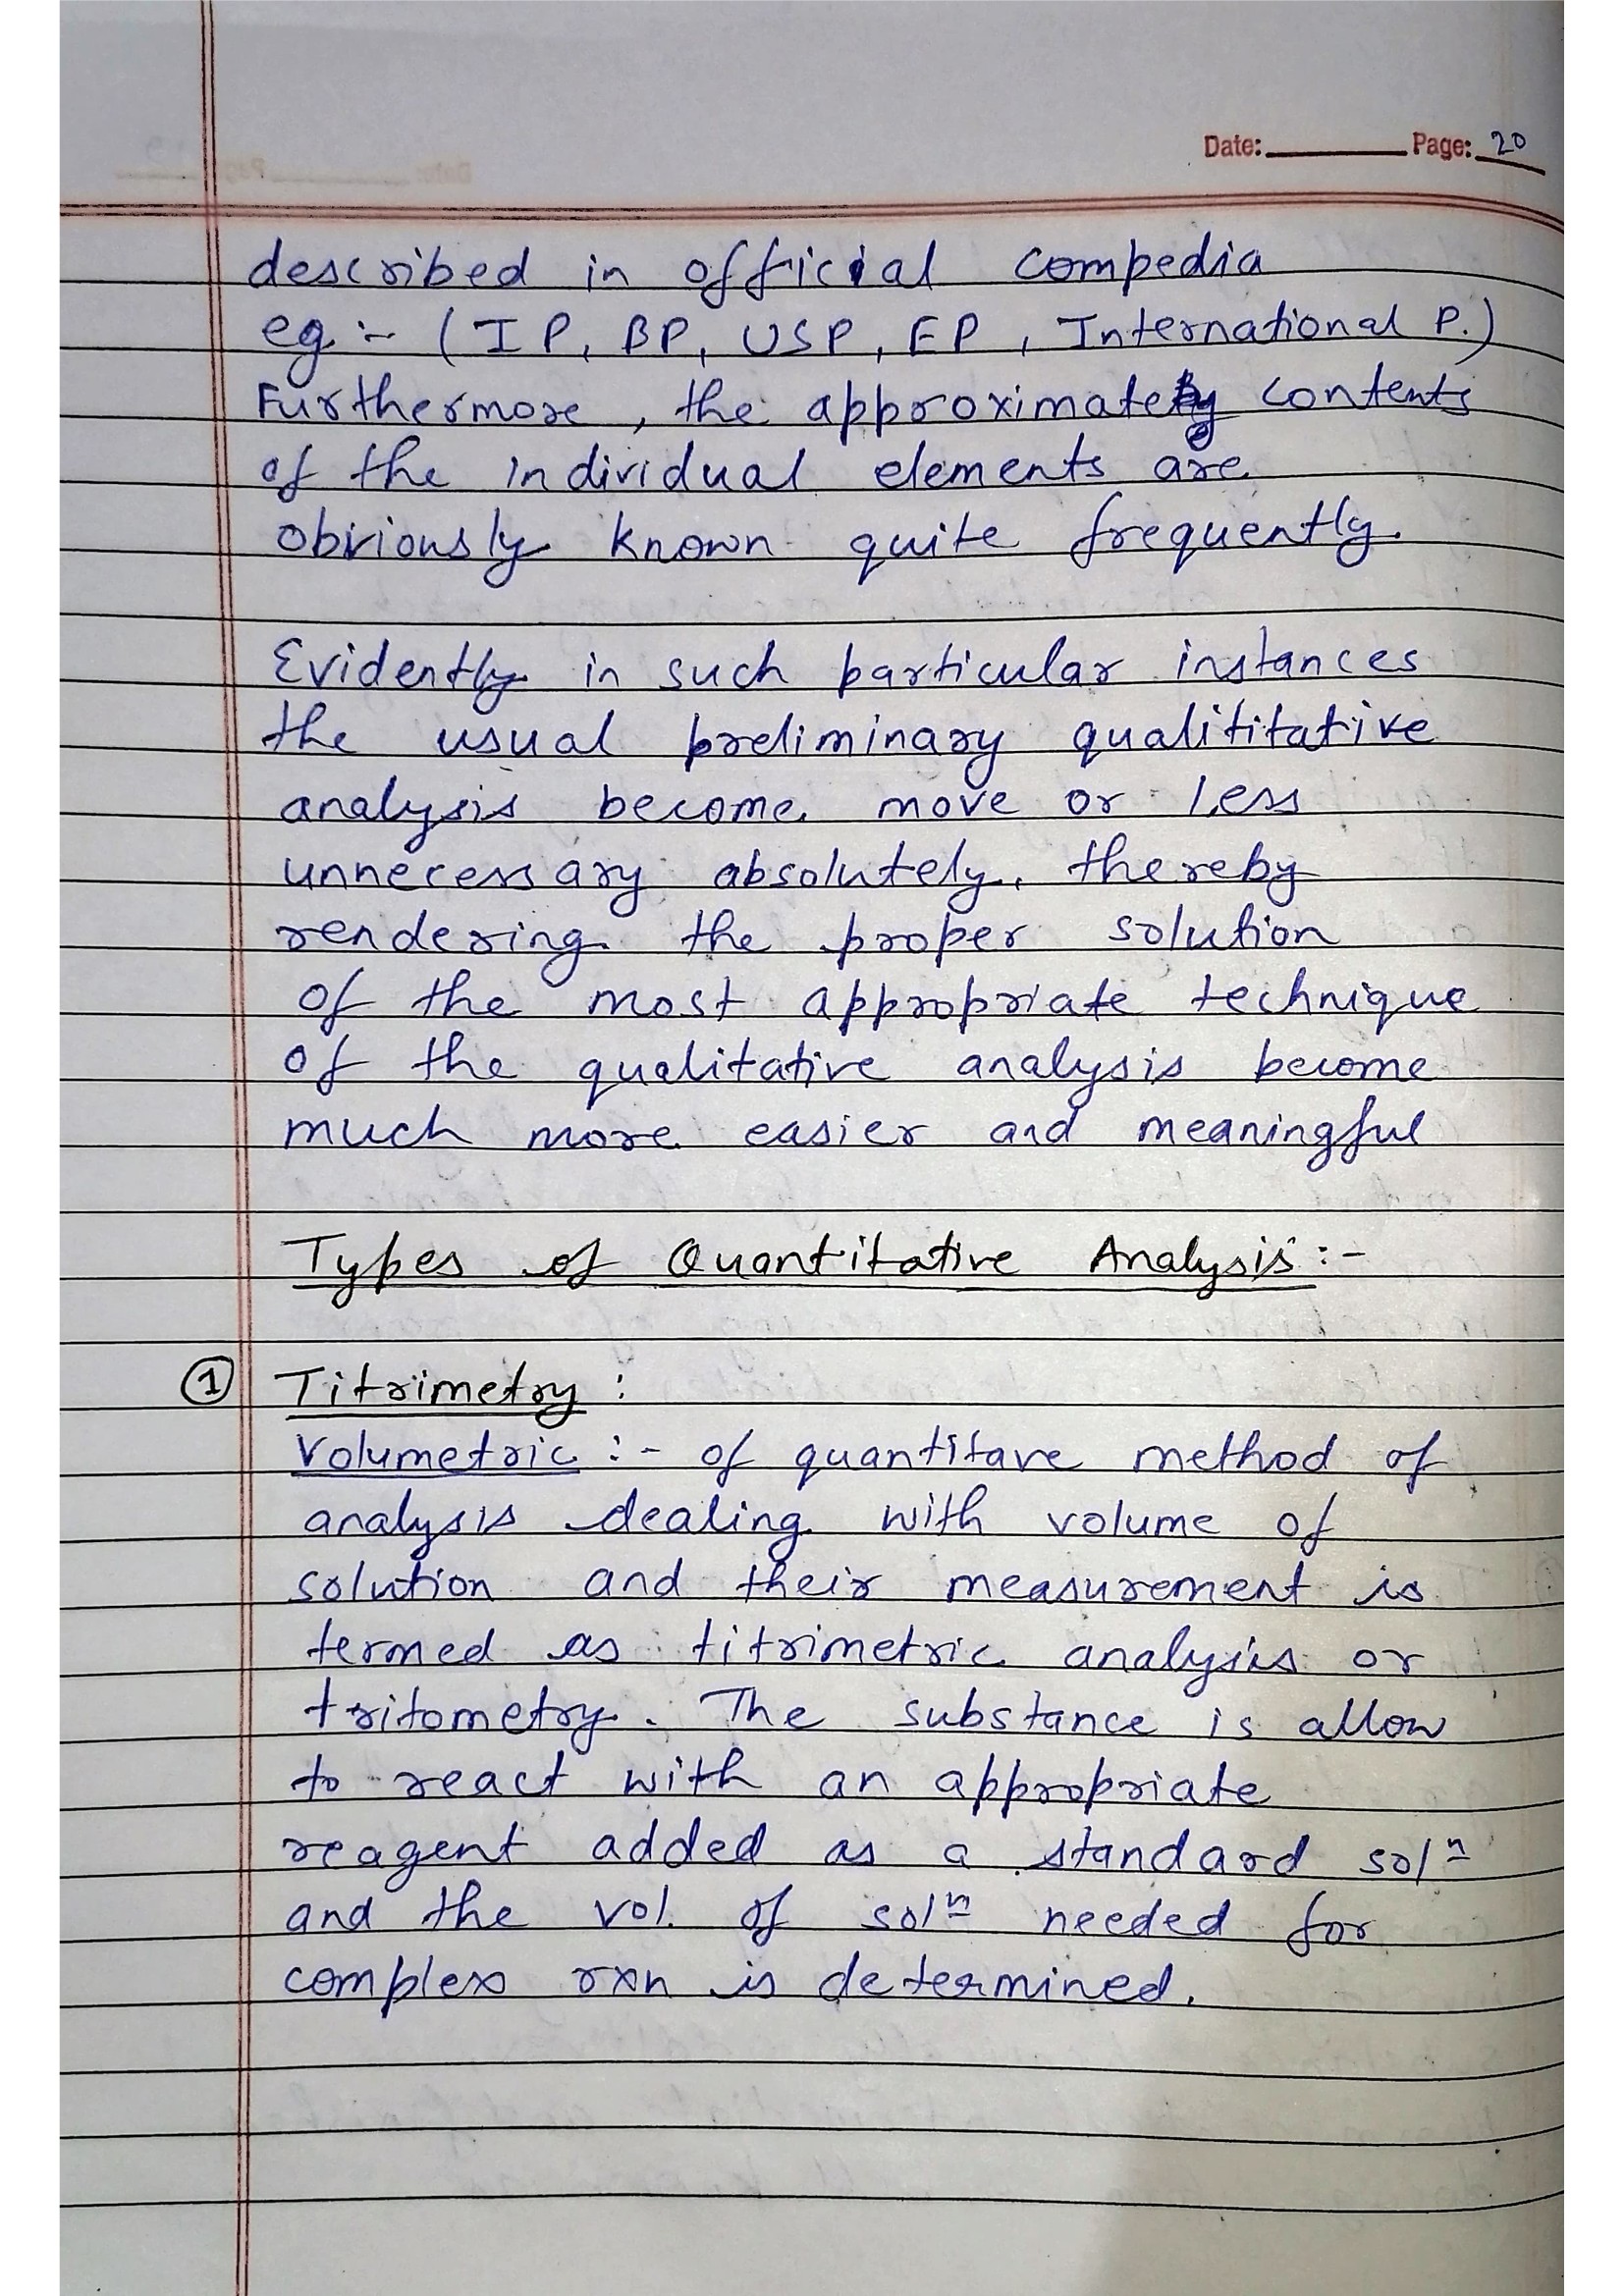 Date: Page: 20
described in official compedia
eg :- ( IP, BP, USP, EP , International P.)
Furthermore , the approximately contents
of the individual elements are
obviously known quite frequently.
Evidently in such particular instances
the usual preliminary qualititative
analysis become move or less
unnecessary absolutely, thereby
rendering the proper solution
of the most appropriate technique
of the qualitative analysis become
much more easier and meaningful
Types of Quantitative Analysis :-
① Titrimetry :
Volumetric :- of quantitave method of
analysis dealing with volume of
solution and their measurement is
termed as titrimetric analysis or
tritometry. The substance is allow
to react with an appropriate
reagent added as a standard solⁿ
and the vol. of solⁿ needed for
complex rxn is determined.